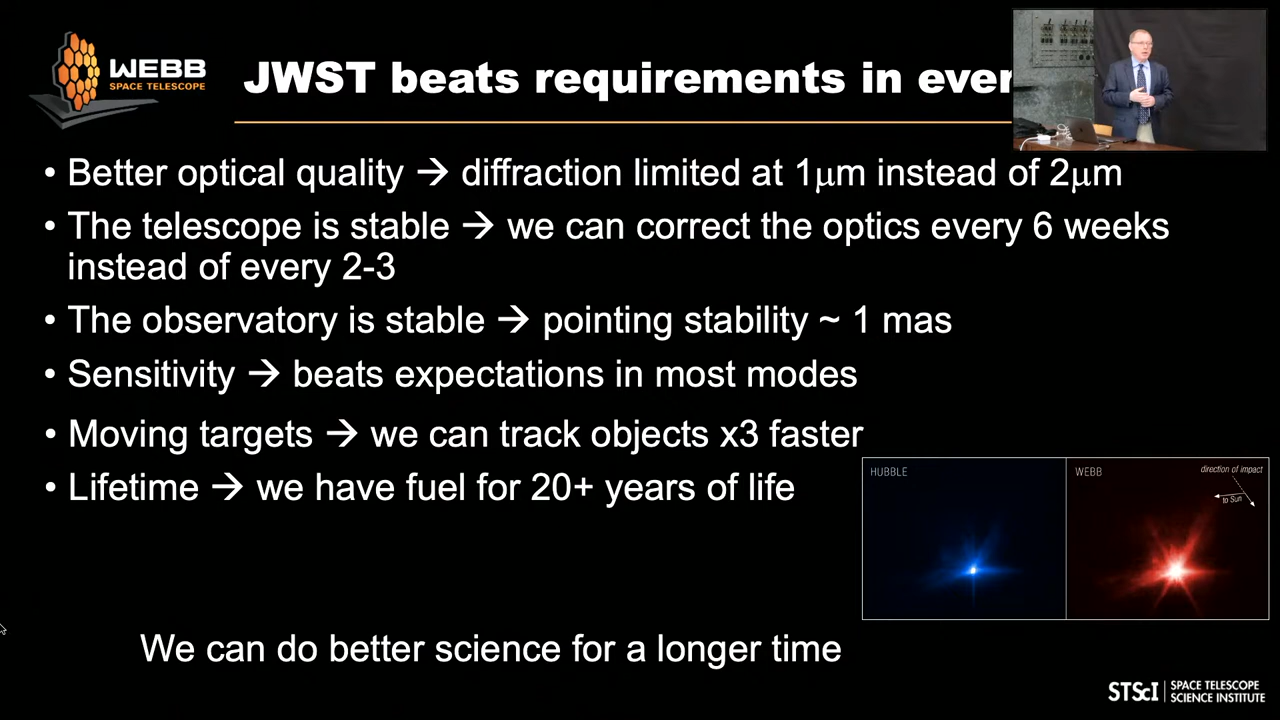 WEBB
SPACE TELESCOPE
JWST beats requirements in ever
• Better optical quality → diffraction limited at 1μm instead of 2μm
• The telescope is stable → we can correct the optics every 6 weeks
instead of every 2-3
• The observatory is stable → pointing stability ~ 1 mas
• Sensitivity → beats expectations in most modes
• Moving targets → we can track objects x3 faster
• Lifetime → we have fuel for 20+ years of life
HUBBLE
WEBB
direction of impact
to Sun
We can do better science for a longer time
STScI | SPACE TELESCOPE
SCIENCE INSTITUTE